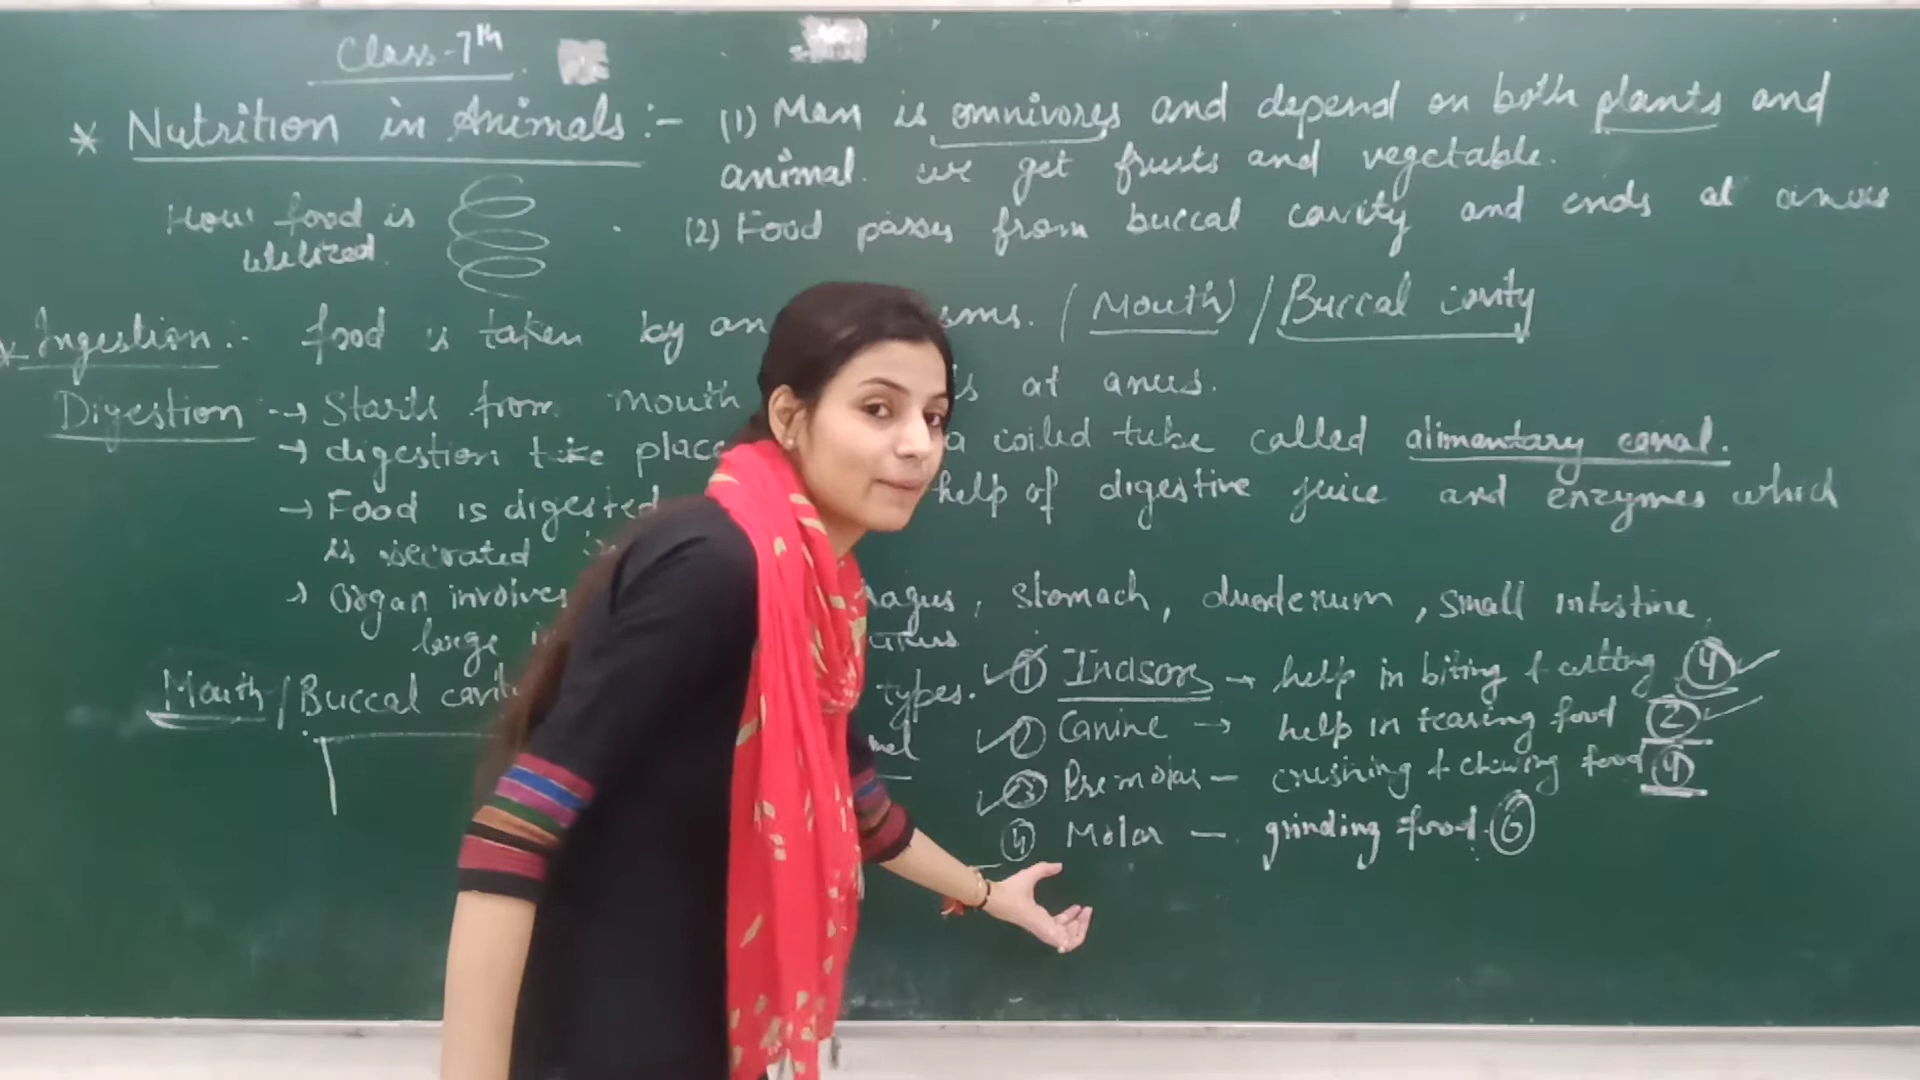 Class-7th
* Nutrition in Animals :-
(1) Man is omnivores and depend on both plants and
animal. we get fruits and vegetable.
How food is
utilized.
(2) Food passes from buccal cavity and ends at anus
* Ingestion :- food is taken by an sms. (Mouth) / Buccal cavity
Digestion -→ Starts from mouth s at anus.
→ digestion take place a coiled tube called alimentary canal.
→ Food is digested help of digestive juice and enzymes which
is secrated
→ Organ involves hagus, stomach, duodenum, small intestine,
large
Mouth / Buccal cavit types.
① Incisors → help in biting & cutting ④
② Canine → help in tearing food ②
③ Premolar - crushing & chewing food ④
④ Molar - grinding food. ⑥